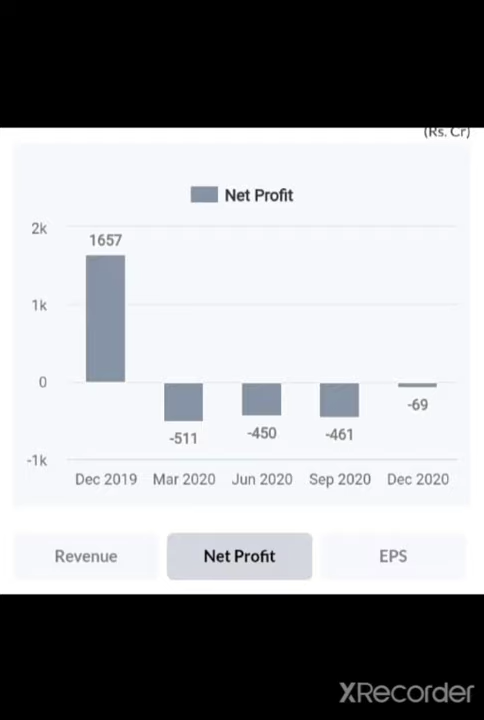 (Rs. Cr)
Net Profit
2k
1657
1k
0
-69
-511
-450
-461
-1k
Dec 2019 Mar 2020 Jun 2020 Sep 2020 Dec 2020
Revenue Net Profit EPS
XRecorder